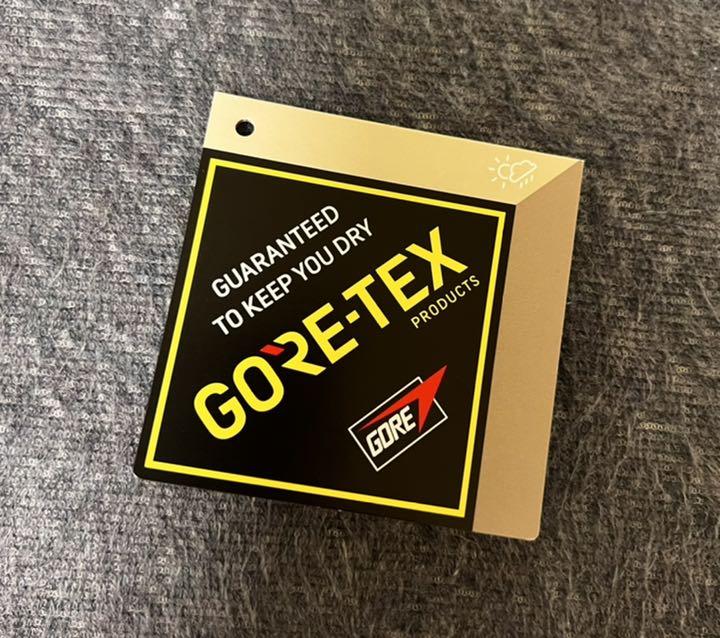 GUARANTEED
TO KEEP YOU DRY
GORE-TEX
PRODUCTS
GORE